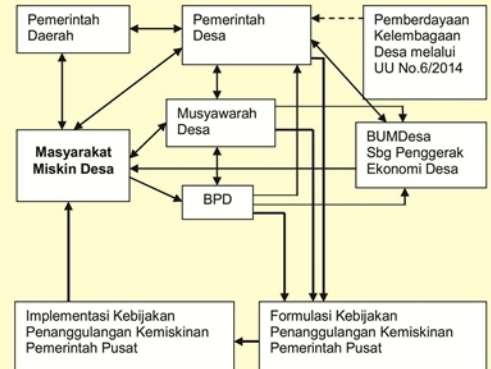 Pemerintah
Daerah
Pemerintah
Desa
Pemberdayaan
Kelembagaan
Desa melalui
UU No.6/2014
Musyawarah
Desa
Masyarakat
Miskin Desa
BUMDesa
Sbg Penggerak
Ekonomi Desa
BPD
Implementasi Kebijakan
Penanggulangan Kemiskinan
Pemerintah Pusat
Formulasi Kebijakan
Penanggulangan Kemiskinan
Pemerintah Pusat